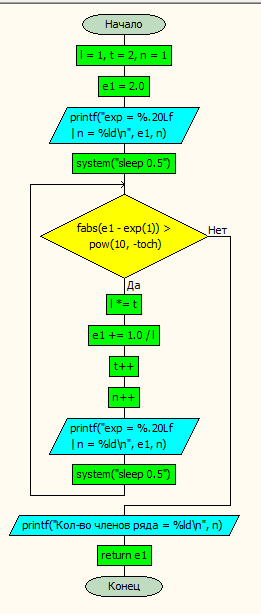 Начало
l = 1, t = 2, n = 1
e1 = 2.0
printf("exp = %.20Lf
| n = %ld\n", e1, n)
system("sleep 0.5")
fabs(e1 - exp(1)) >
pow(10, -toch)
Нет
Да
l *= t
e1 += 1.0 / l
t++
n++
printf("exp = %.20Lf
| n = %ld\n", e1, n)
system("sleep 0.5")
printf("Кол-во членов ряда = %ld\n", n)
return e1
Конец